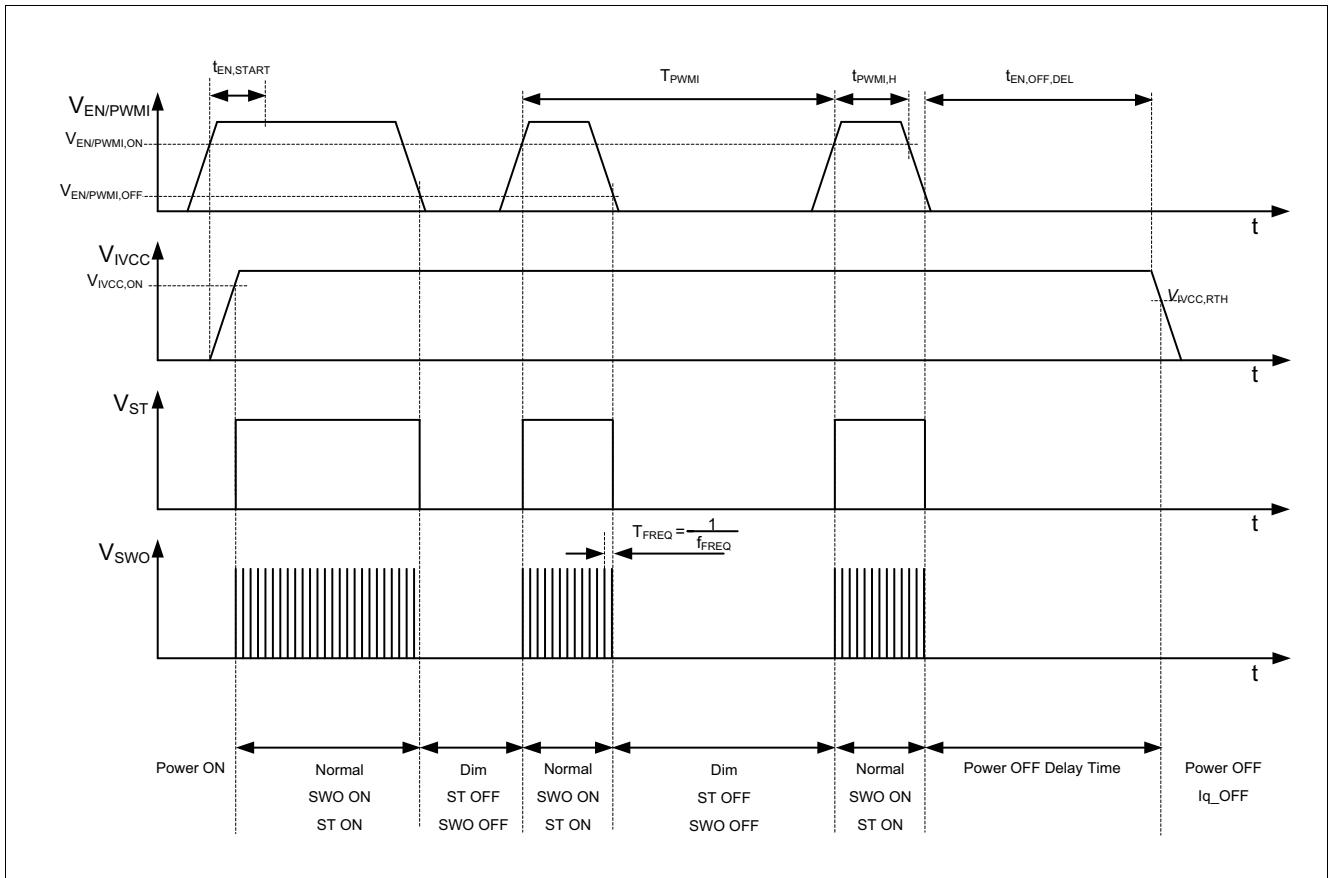 tEN,START
TPWMI
tPWMI,H
tEN,OFF,DEL
VEN/PWMI
VEN/PWMI,ON
VEN/PWMI,OFF
t
VIVCC
VIVCC,ON
VIVCC,RTH
t
VST
t
TFREQ = 1
fFREQ
VSWO
t
Power ON
Normal
SWO ON
ST ON
Dim
ST OFF
SWO OFF
Normal
SWO ON
ST ON
Dim
ST OFF
SWO OFF
Normal
SWO ON
ST ON
Power OFF Delay Time
Power OFF
Iq_OFF